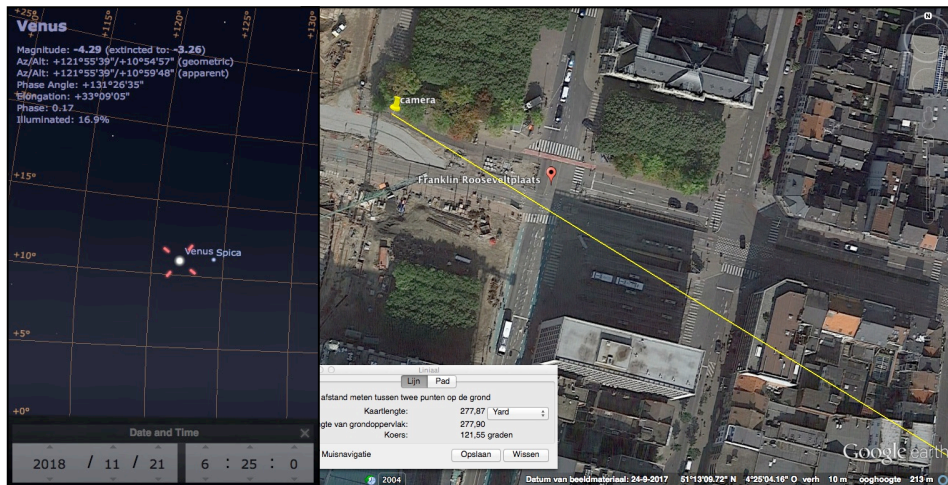 Venus
Magnitude: -4.29 (extincted to: -3.26)
Az/Alt: +121°55'39"/+10°54'57" (geometric)
Az/Alt: +121°55'39"/+10°59'48" (apparent)
Phase Angle: +131°26'35"
Elongation: +33°09'05"
Phase: 0.17
Illuminated: 16.9%
+25°
+115°
+120°
+125°
+130°
+20°
+15°
+10°
Venus Spica
+5°
+0°
Date and Time
2018 / 11 / 21 6 : 25 : 0
N
camera
Franklin Rooseveltplaats
Liniaal
Lijn Pad
afstand meten tussen twee punten op de grond
Kaartlengte: 277,87 Yard
gte van grondoppervlak: 277,90
Koers: 121,55 graden
Muisnavigatie Opslaan Wissen
Google earth
2004 Datum van beeldmateriaal: 24-9-2017 51°13'09.72" N 4°25'04.16" O verh 10 m ooghoogte 213 m